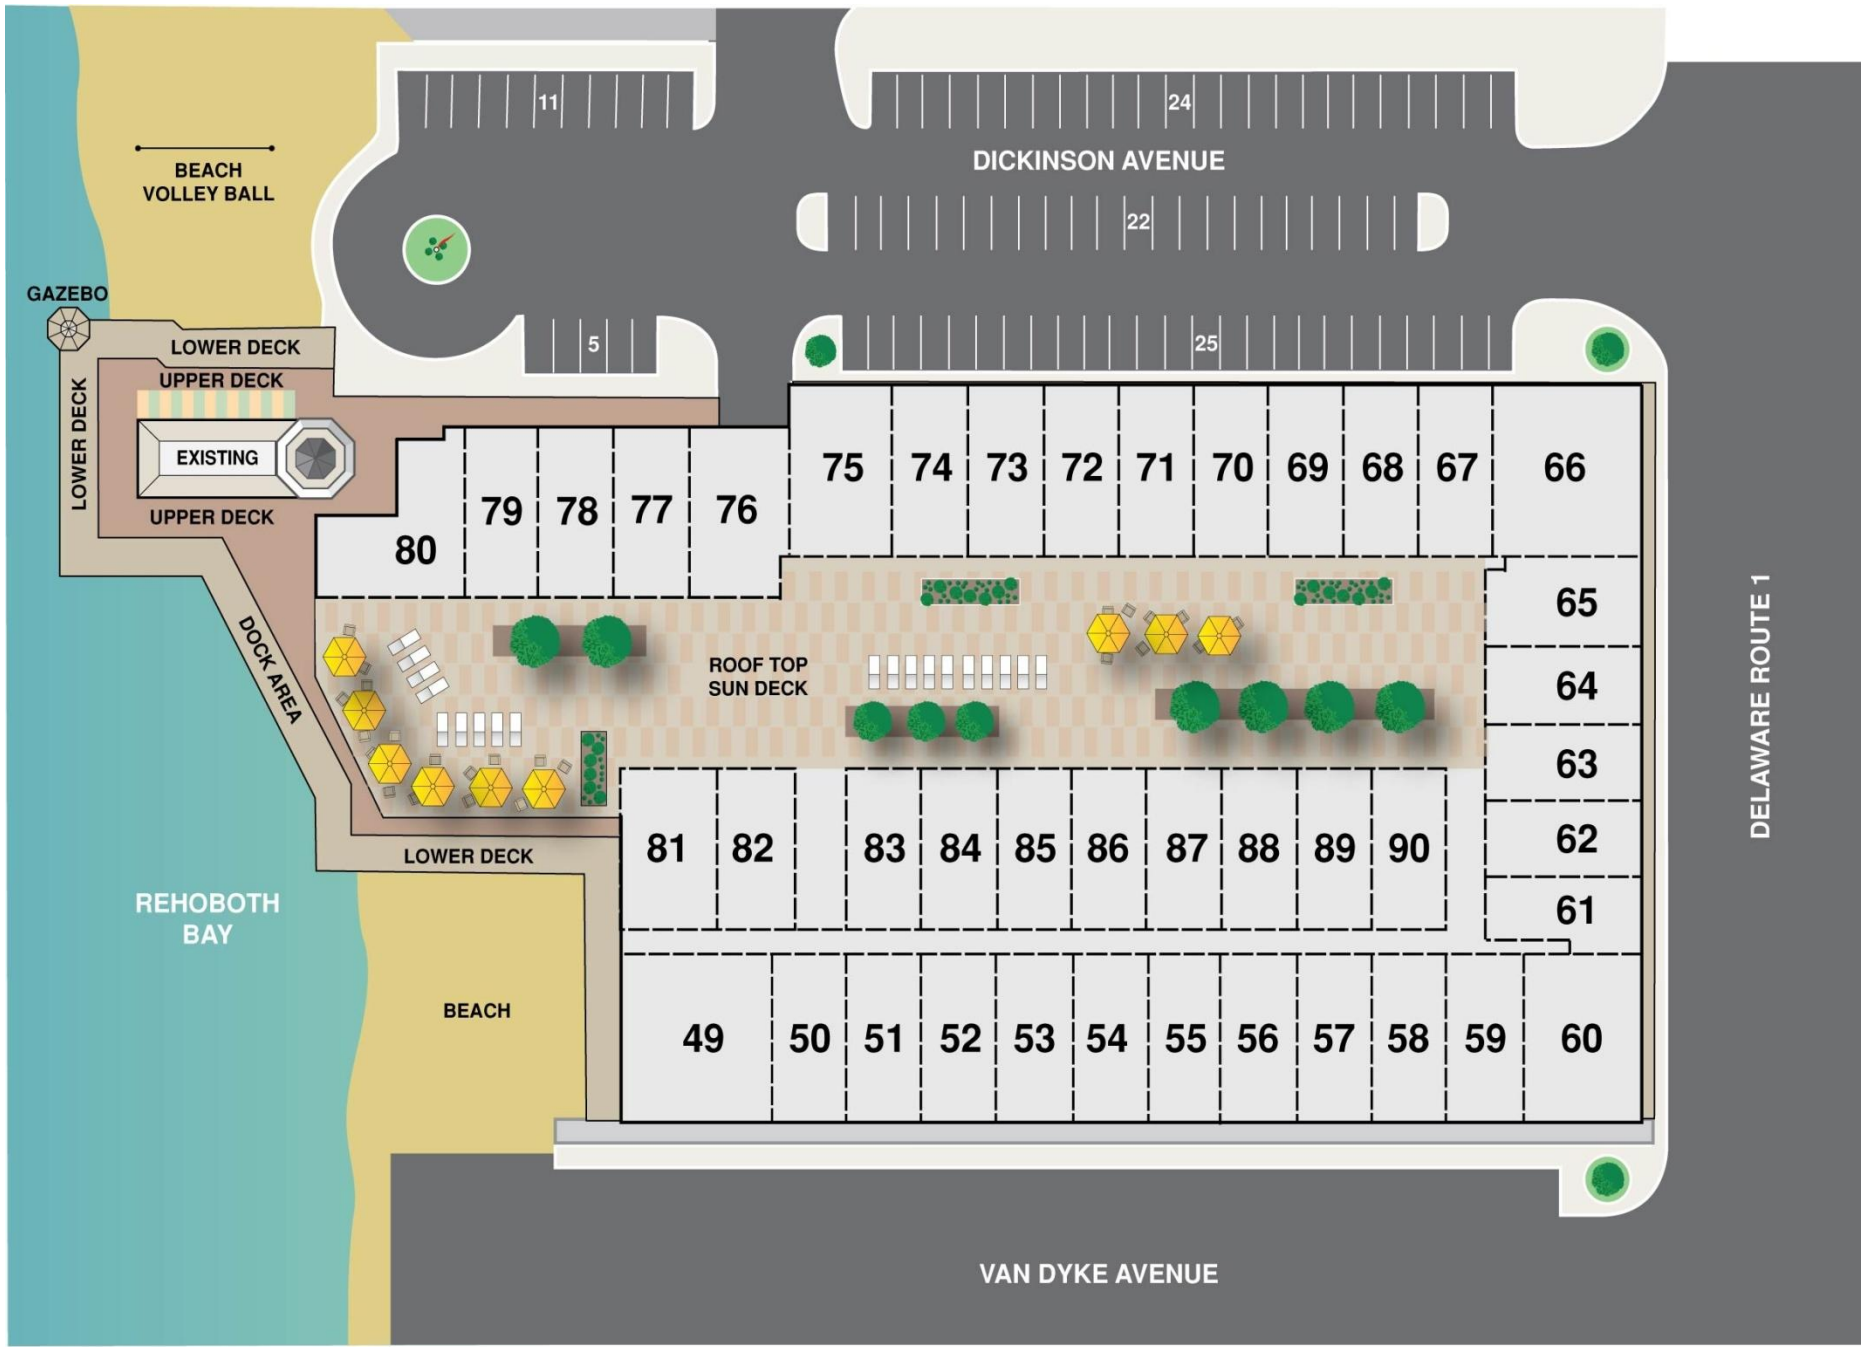 11
24
DICKINSON AVENUE
BEACH
VOLLEY BALL
22
GAZEBO
5
25
LOWER DECK
UPPER DECK
LOWER DECK
EXISTING
UPPER DECK
80
79
78
77
76
75
74
73
72
71
70
69
68
67
66
65
64
63
62
61
DELAWARE ROUTE 1
DOCK AREA
ROOF TOP
SUN DECK
LOWER DECK
81
82
83
84
85
86
87
88
89
90
REHOBOTH
BAY
BEACH
49
50
51
52
53
54
55
56
57
58
59
60
VAN DYKE AVENUE